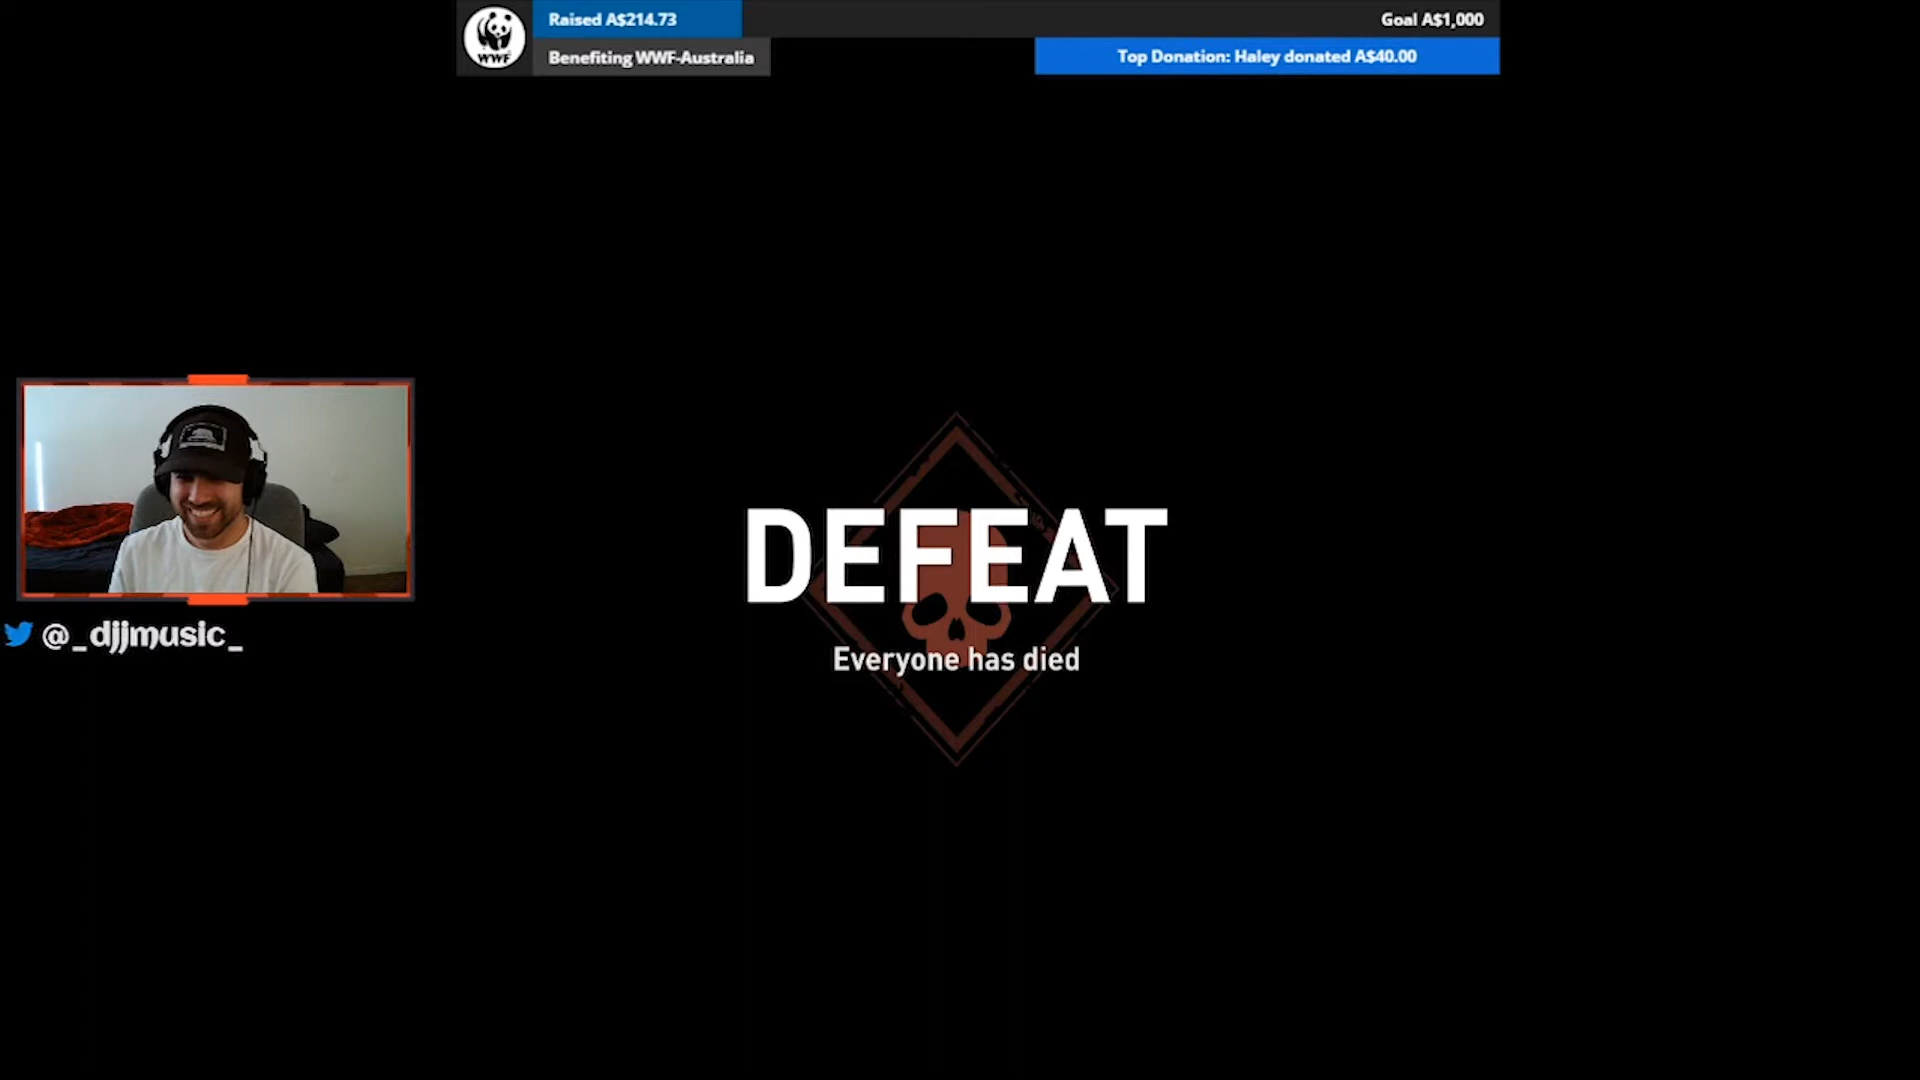 Raised A$214.73
Goal A$1,000
WWF
Benefiting WWF-Australia
Top Donation: Haley donated A$40.00
DEFEAT
Everyone has died
@_djjmusic_